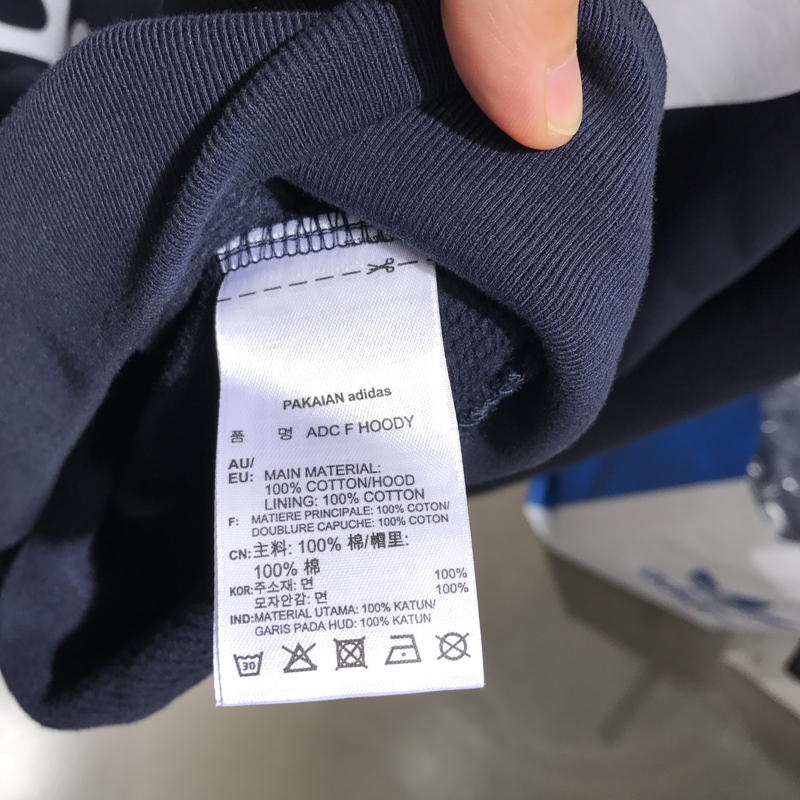 PAKAIAN adidas
품 명 ADC F HOODY
AU/
EU: MAIN MATERIAL:
100% COTTON/HOOD
LINING: 100% COTTON
F: MATIERE PRINCIPALE: 100% COTON/
DOUBLURE CAPUCHE: 100% COTON
CN: 主料: 100% 棉/帽里:
100% 棉
KOR: 주소재: 면 100%
모자안감: 면 100%
IND: MATERIAL UTAMA: 100% KATUN/
GARIS PADA HUD: 100% KATUN
30